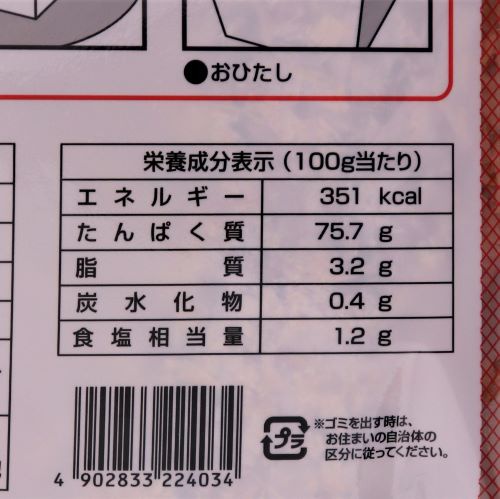 ●おひたし
栄養成分表示（100g当たり）
エネルギー 351 kcal
たんぱく質 75.7 g
脂質 3.2 g
炭水化物 0.4 g
食塩相当量 1.2 g
プラ
※ゴミを出す時は、
お住まいの自治体の
区分に従ってください。
4 902833 224034